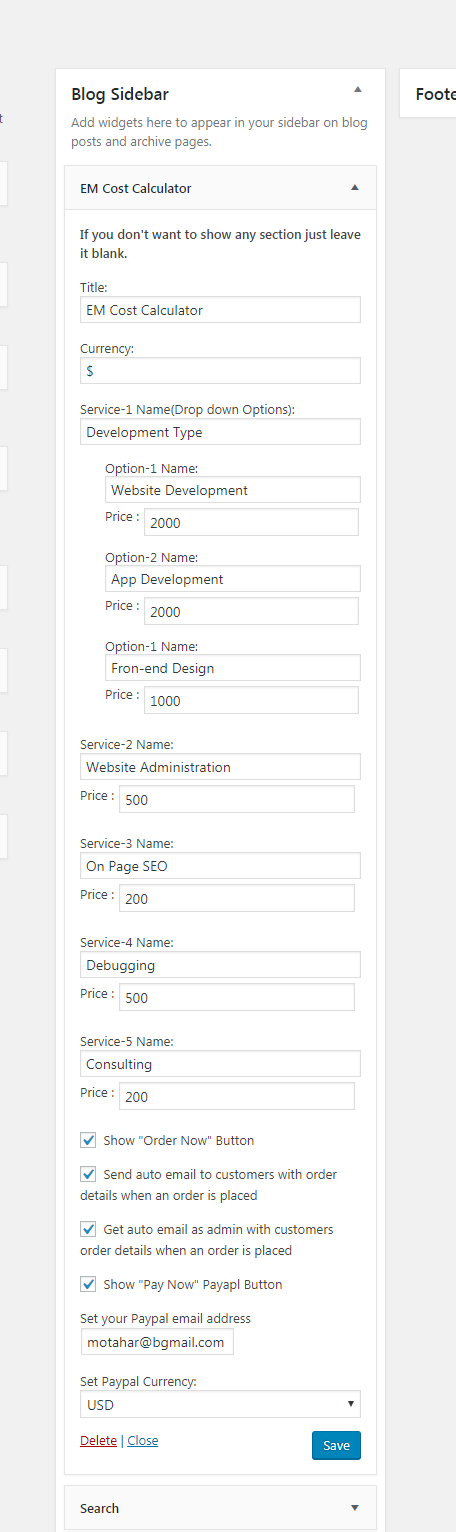 t
Blog Sidebar
Foote
Add widgets here to appear in your sidebar on blog
posts and archive pages.
EM Cost Calculator
If you don't want to show any section just leave
it blank.
Title:
EM Cost Calculator
Currency:
$
Service-1 Name(Drop down Options):
Development Type
Option-1 Name:
Website Development
Price : 2000
Option-2 Name:
App Development
Price : 2000
Option-1 Name:
Fron-end Design
Price : 1000
Service-2 Name:
Website Administration
Price : 500
Service-3 Name:
On Page SEO
Price : 200
Service-4 Name:
Debugging
Price : 500
Service-5 Name:
Consulting
Price : 200
Show "Order Now" Button
Send auto email to customers with order
details when an order is placed
Get auto email as admin with customers
order details when an order is placed
Show "Pay Now" Payapl Button
Set your Paypal email address
motahar@bgmail.com
Set Paypal Currency:
USD
Delete | Close
Save
Search